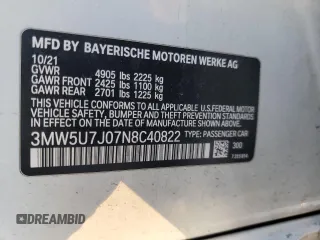 MFD BY BAYERISCHE MOTOREN WERKE AG
10/21
GVWR 4905 lbs 2225 kg
GAWR FRONT 2425 lbs 1100 kg
GAWR REAR 2701 lbs 1225 kg
THIS VEHICLE CONFORMS TO ALL APPLICABLE
U.S. FEDERAL MOTOR
VEHICLE SAFETY, BUMPER, AND THEFT PREVENTION
STANDARDS IN EFFECT ON THE DATE OF
MANUFACTURE SHOWN ABOVE.
3MW5U7J07N8C40822 TYPE: PASSENGER CAR
300
DREAMBID